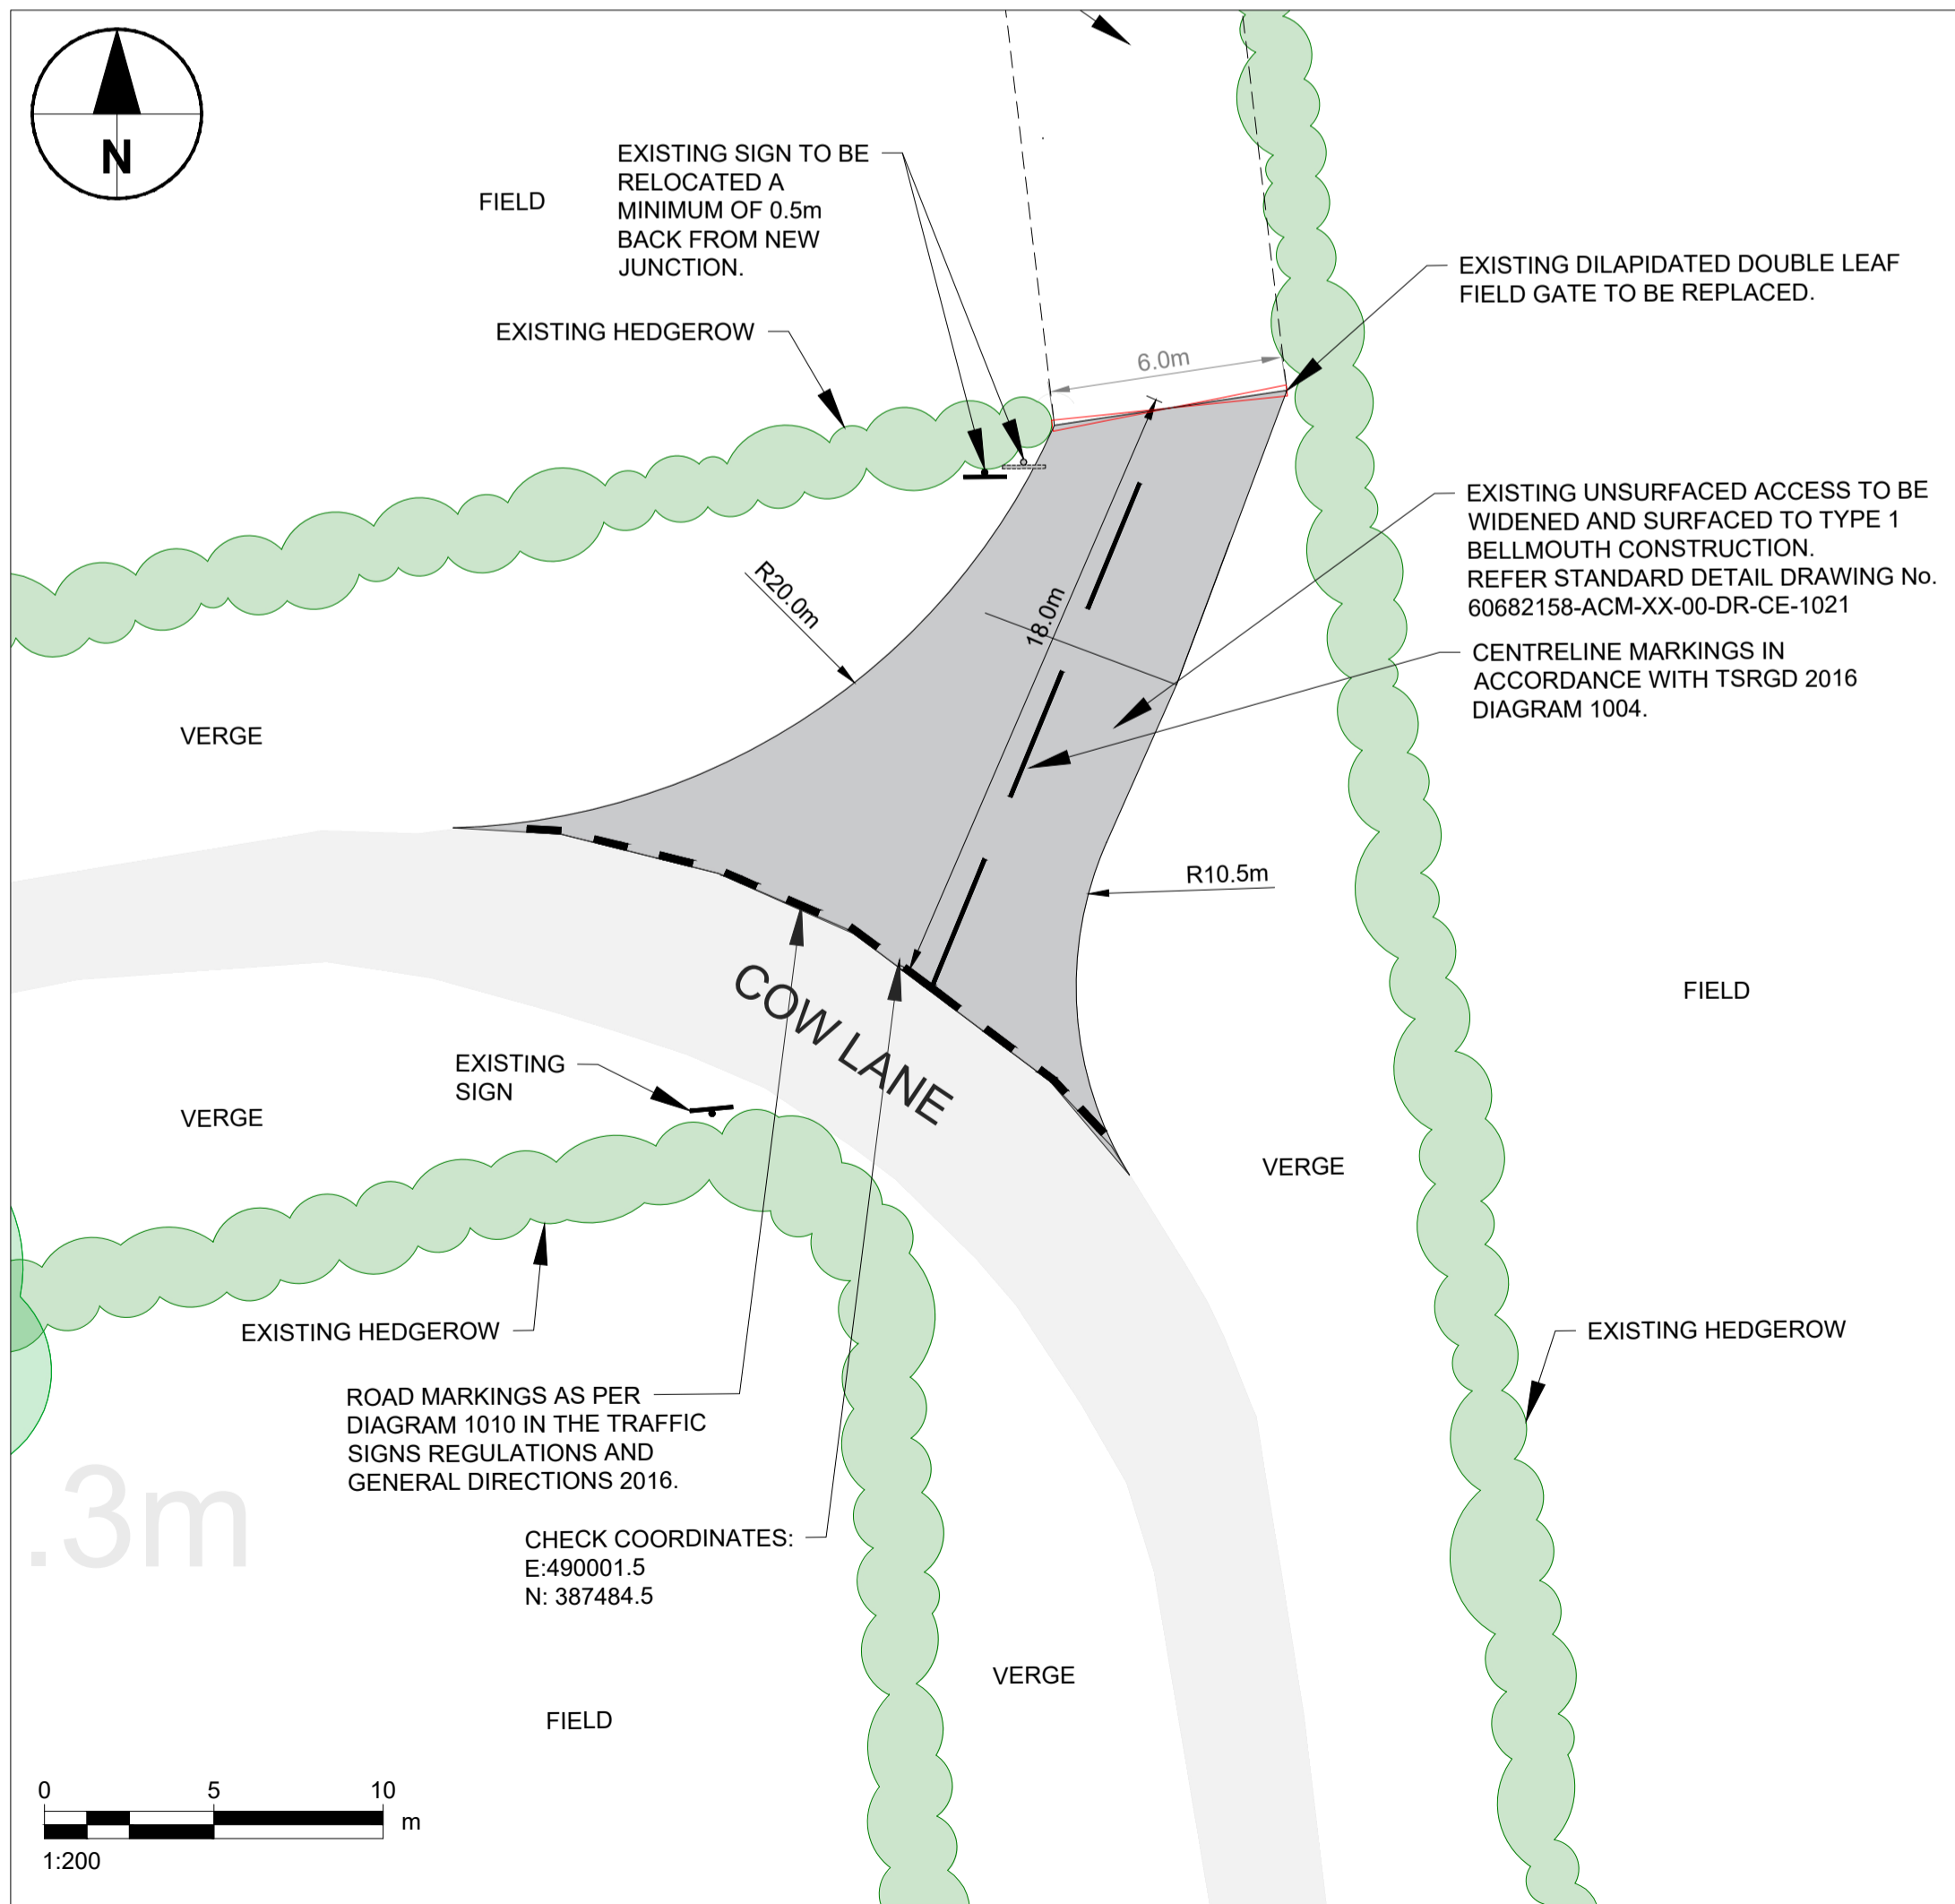 N
FIELD
EXISTING SIGN TO BE
RELOCATED A
MINIMUM OF 0.5m
BACK FROM NEW
JUNCTION.
EXISTING HEDGEROW
6.0m
EXISTING DILAPIDATED DOUBLE LEAF
FIELD GATE TO BE REPLACED.
EXISTING UNSURFACED ACCESS TO BE
WIDENED AND SURFACED TO TYPE 1
BELLMOUTH CONSTRUCTION.
REFER STANDARD DETAIL DRAWING No.
60682158-ACM-XX-00-DR-CE-1021
R20.0m
18.0m
CENTRELINE MARKINGS IN
ACCORDANCE WITH TSRGD 2016
DIAGRAM 1004.
VERGE
R10.5m
COW LANE
FIELD
EXISTING
SIGN
VERGE
VERGE
EXISTING HEDGEROW
EXISTING HEDGEROW
ROAD MARKINGS AS PER
DIAGRAM 1010 IN THE TRAFFIC
SIGNS REGULATIONS AND
GENERAL DIRECTIONS 2016.
.3m
CHECK COORDINATES:
E:490001.5
N: 387484.5
VERGE
FIELD
0 5 10
m
1:200